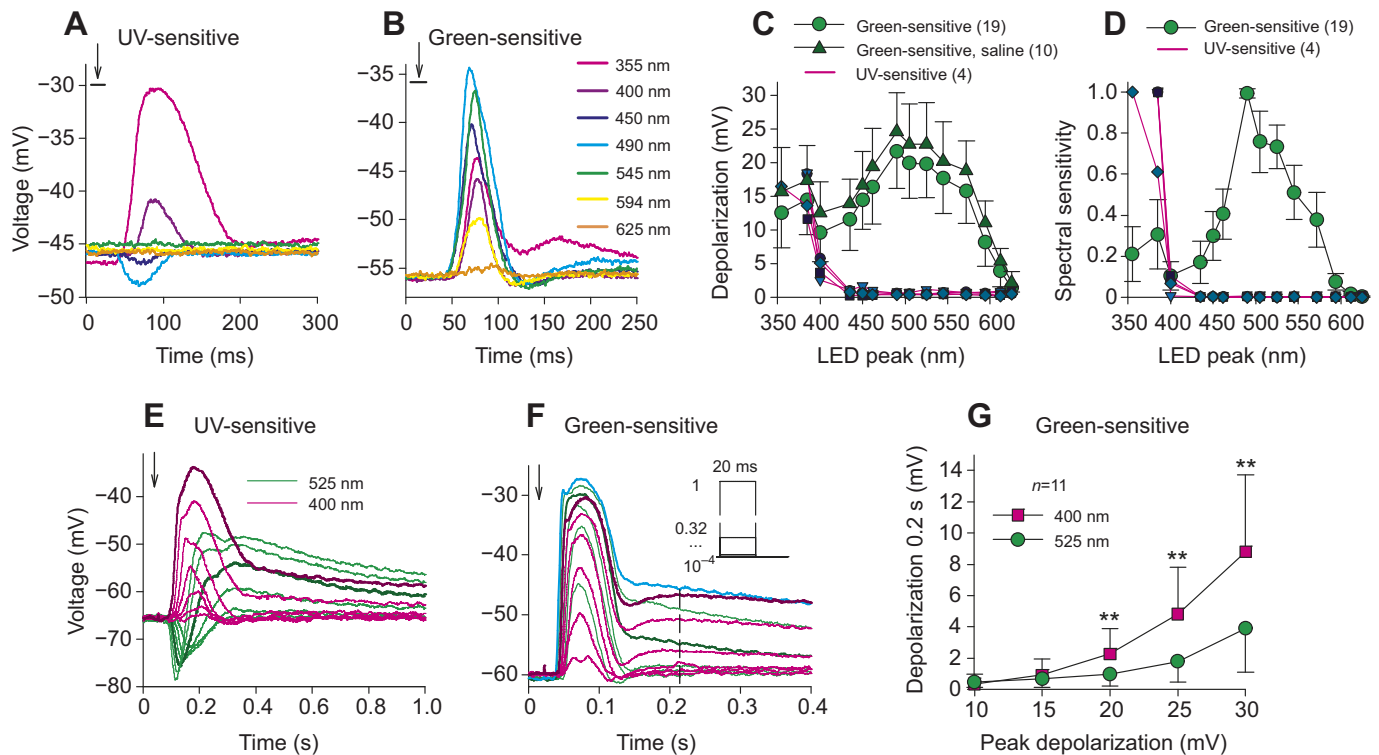 A
UV-sensitive
Voltage (mV)
−30
−35
−40
−45
−50
0
100
200
300
Time (ms)
B
Green-sensitive
355 nm
400 nm
450 nm
490 nm
545 nm
594 nm
625 nm
−35
−40
−45
−50
−55
0
50
100
150
200
250
Time (ms)
C
Green-sensitive (19)
Green-sensitive, saline (10)
UV-sensitive (4)
Depolarization (mV)
30
25
20
15
10
5
0
350
400
450
500
550
600
LED peak (nm)
D
Green-sensitive (19)
UV-sensitive (4)
Spectral sensitivity
1.0
0.8
0.6
0.4
0.2
0
350
400
450
500
550
600
LED peak (nm)
E
UV-sensitive
525 nm
400 nm
Voltage (mV)
−40
−50
−60
−70
−80
0
0.2
0.4
0.6
0.8
1.0
Time (s)
F
Green-sensitive
20 ms
1
0.32
...
10−4
−30
−40
−50
−60
0
0.1
0.2
0.3
0.4
Time (s)
G
Green-sensitive
n=11
400 nm
525 nm
**
**
**
Depolarization 0.2 s (mV)
14
12
10
8
6
4
2
0
10
15
20
25
30
Peak depolarization (mV)